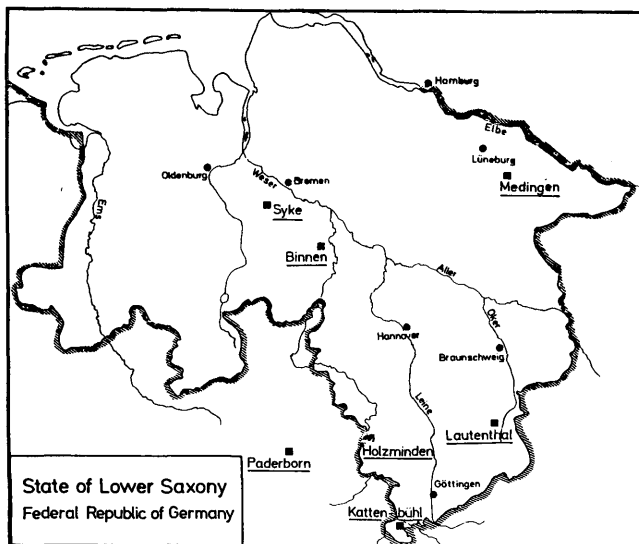 Hamburg
Elbe
Lüneburg
Medingen
Oldenburg
Weser
Bremen
Ems
Syke
Binnen
Aller
Oker
Hannover
Braunschweig
Leine
Lautenthal
Holzminden
Paderborn
Göttingen
Kattenbühl
State of Lower Saxony
Federal Republic of Germany